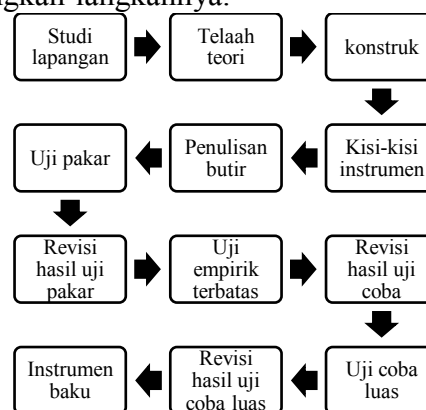 Studi
lapangan
Telaah
teori
konstruk
Kisi-kisi
instrumen
Penulisan
butir
Uji pakar
Revisi
hasil uji
pakar
Uji
empirik
terbatas
Revisi
hasil uji
coba
Uji coba
luas
Revisi
hasil uji
coba luas
Instrumen
baku